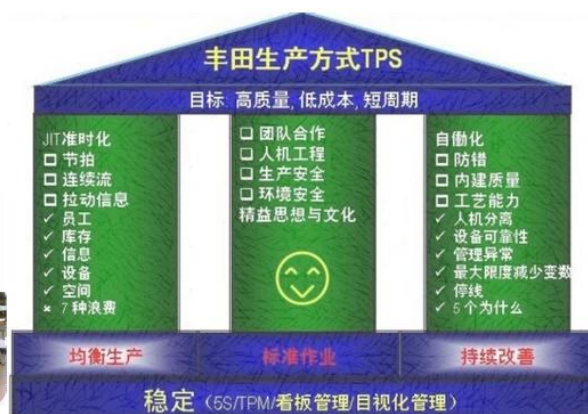 丰田生产方式TPS
目标: 高质量, 低成本, 短周期
JIT准时化
□ 节拍
□ 连续流
□ 拉动信息
✓ 员工
✓ 库存
✓ 信息
✓ 设备
✓ 空间
× 7 种浪费
□ 团队合作
□ 人机工程
□ 生产安全
□ 环境安全
精益思想与文化
自働化
□ 防错
□ 内建质量
□ 工艺能力
✓ 人机分离
✓ 设备可靠性
✓ 管理异常
✓ 最大限度减少变数
✓ 停线
✓ 5 个为什么
均衡生产
标准作业
持续改善
稳定 (5S/TPM/看板管理/目视化管理)